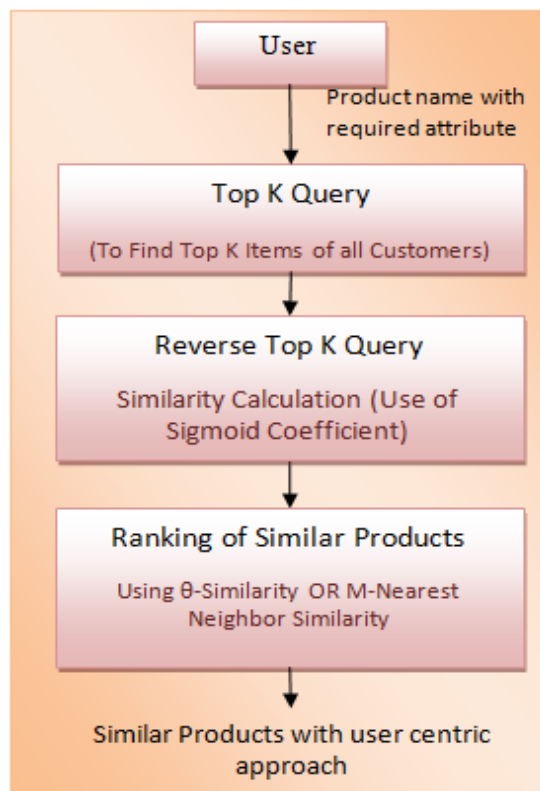 User
Product name with
required attribute
Top K Query
(To Find Top K Items of all Customers)
Reverse Top K Query
Similarity Calculation (Use of
Sigmoid Coefficient)
Ranking of Similar Products
Using θ-Similarity OR M-Nearest
Neighbor Similarity
Similar Products with user centric
approach